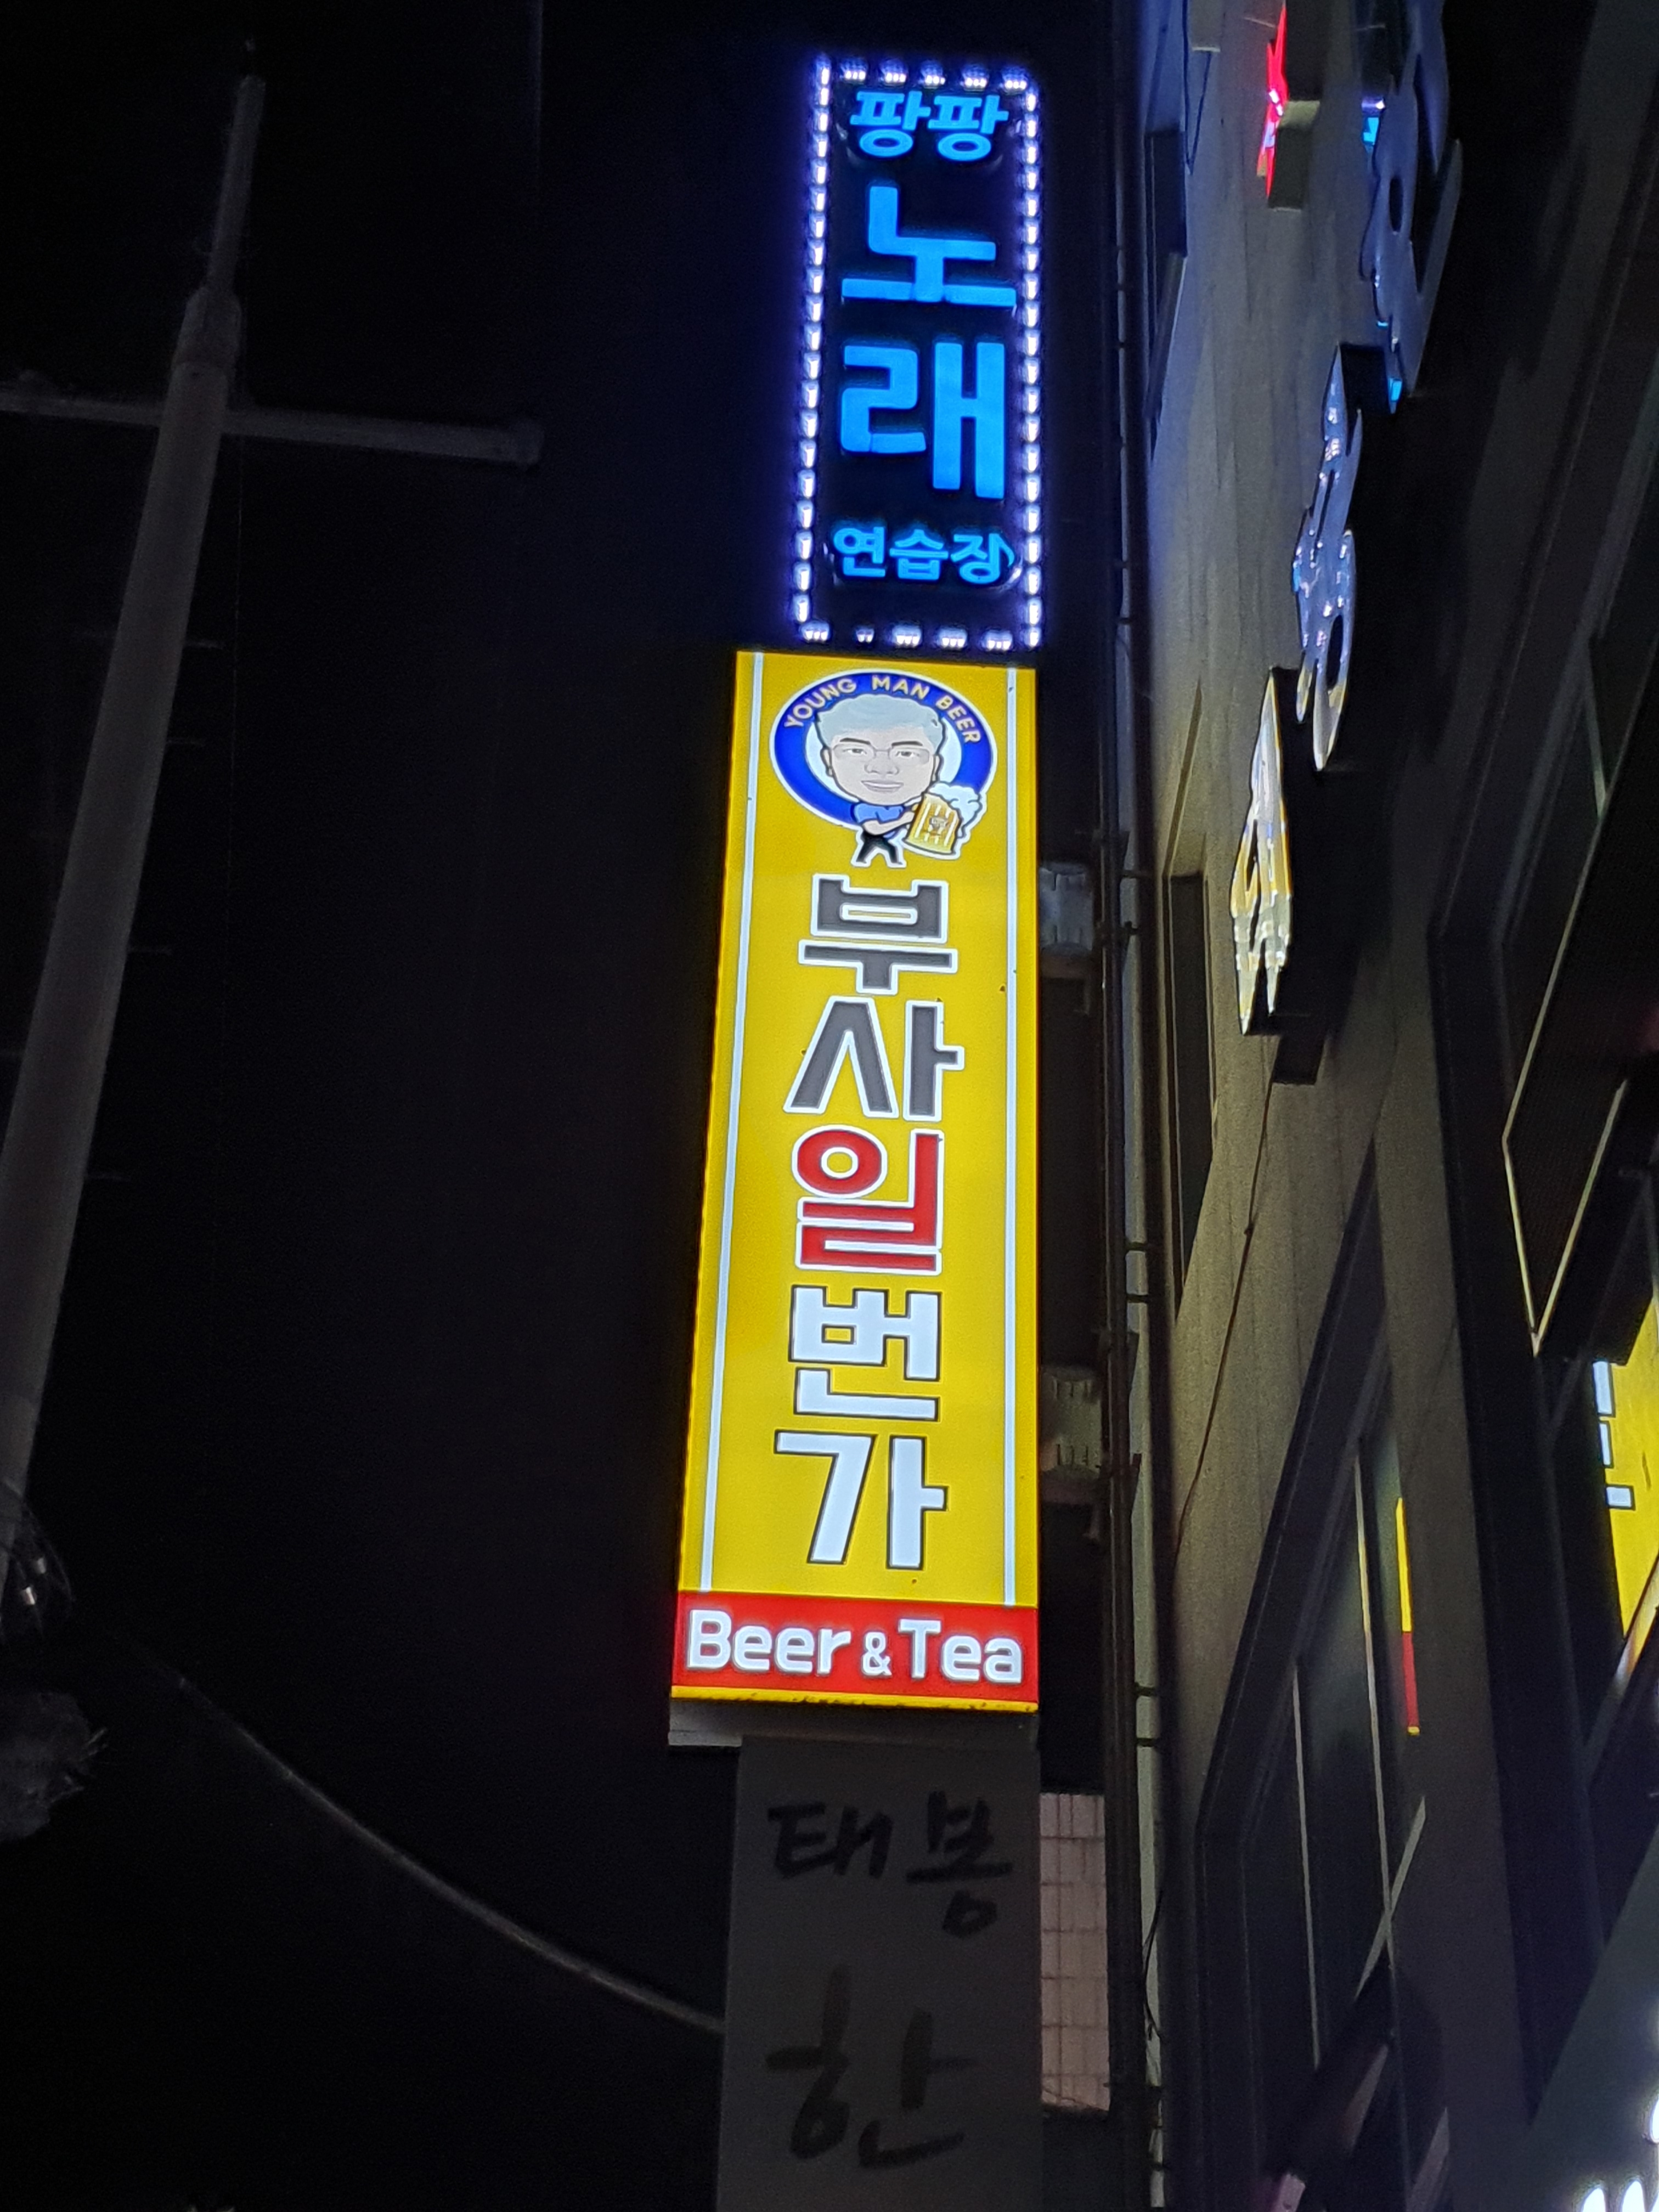 팡팡
노
래
연습장
YOUNG MAN BEER
부
사
일
번
가
Beer & Tea
태봉
한